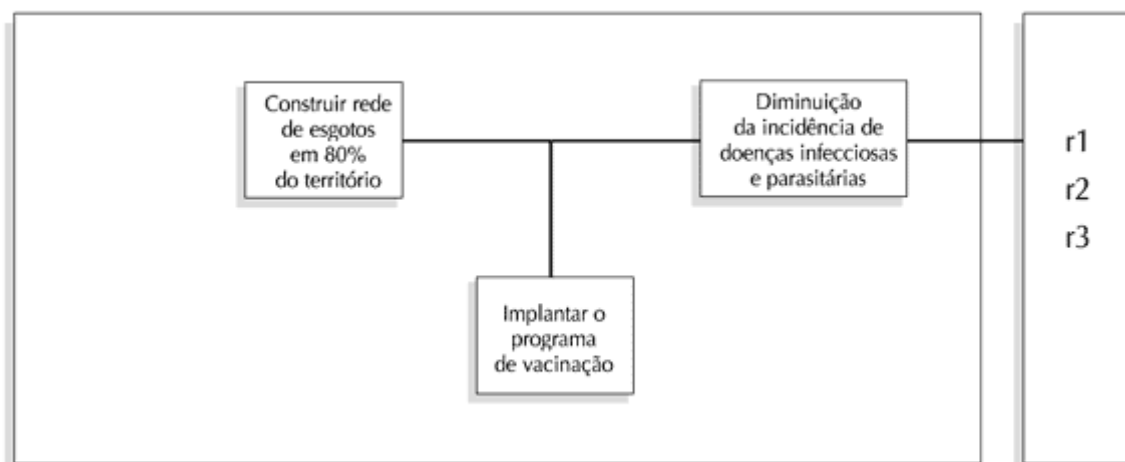 Construir rede
de esgotos
em 80%
do território
Diminuição
da incidência de
doenças infecciosas
e parasitárias
r1
r2
r3
Implantar o
programa
de vacinação